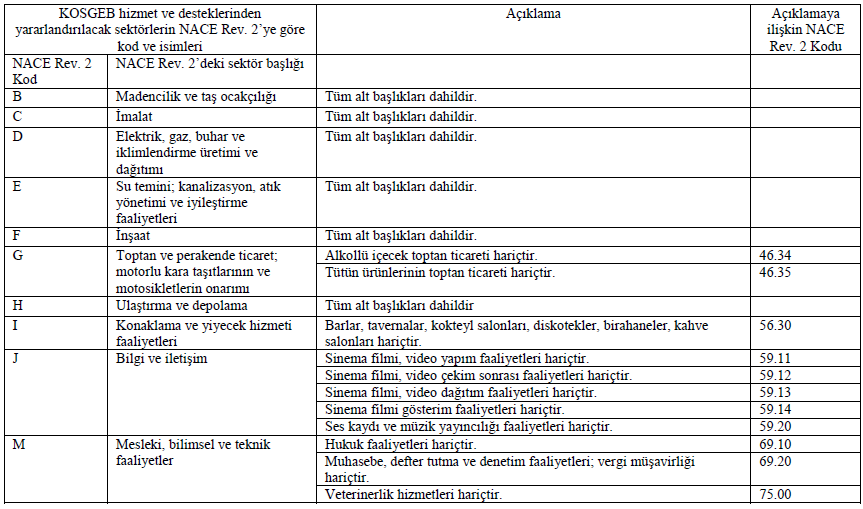 KOSGEB hizmet ve desteklerinden
yararlandırılacak sektörlerin NACE Rev. 2’ye göre
kod ve isimleri
Açıklama
Açıklamaya
ilişkin NACE
Rev. 2 Kodu
NACE Rev. 2
Kod
NACE Rev. 2’deki sektör başlığı
B
Madencilik ve taş ocakçılığı
Tüm alt başlıkları dahildir.
C
İmalat
Tüm alt başlıkları dahildir.
D
Elektrik, gaz, buhar ve
iklimlendirme üretimi ve
dağıtımı
Tüm alt başlıkları dahildir.
E
Su temini; kanalizasyon, atık
yönetimi ve iyileştirme
faaliyetleri
Tüm alt başlıkları dahildir.
F
İnşaat
Tüm alt başlıkları dahildir.
G
Toptan ve perakende ticaret;
motorlu kara taşıtlarının ve
motosikletlerin onarımı
Alkollü içecek toptan ticareti hariçtir.
46.34
Tütün ürünlerinin toptan ticareti hariçtir.
46.35
H
Ulaştırma ve depolama
Tüm alt başlıkları dahildir
I
Konaklama ve yiyecek hizmeti
faaliyetleri
Barlar, tavernalar, kokteyl salonları, diskotekler, birahaneler, kahve
salonları hariçtir.
56.30
J
Bilgi ve iletişim
Sinema filmi, video yapım faaliyetleri hariçtir.
59.11
Sinema filmi, video çekim sonrası faaliyetleri hariçtir.
59.12
Sinema filmi, video dağıtım faaliyetleri hariçtir.
59.13
Sinema filmi gösterim faaliyetleri hariçtir.
59.14
Ses kaydı ve müzik yayıncılığı faaliyetleri hariçtir.
59.20
M
Mesleki, bilimsel ve teknik
faaliyetler
Hukuk faaliyetleri hariçtir.
69.10
Muhasebe, defter tutma ve denetim faaliyetleri; vergi müşavirliği
hariçtir.
69.20
Veterinerlik hizmetleri hariçtir.
75.00